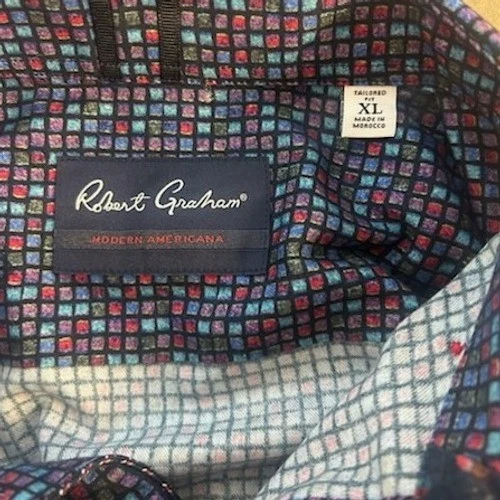 Robert Graham®
MODERN AMERICANA
TAILORED
FIT
XL
MADE IN
MOROCCO